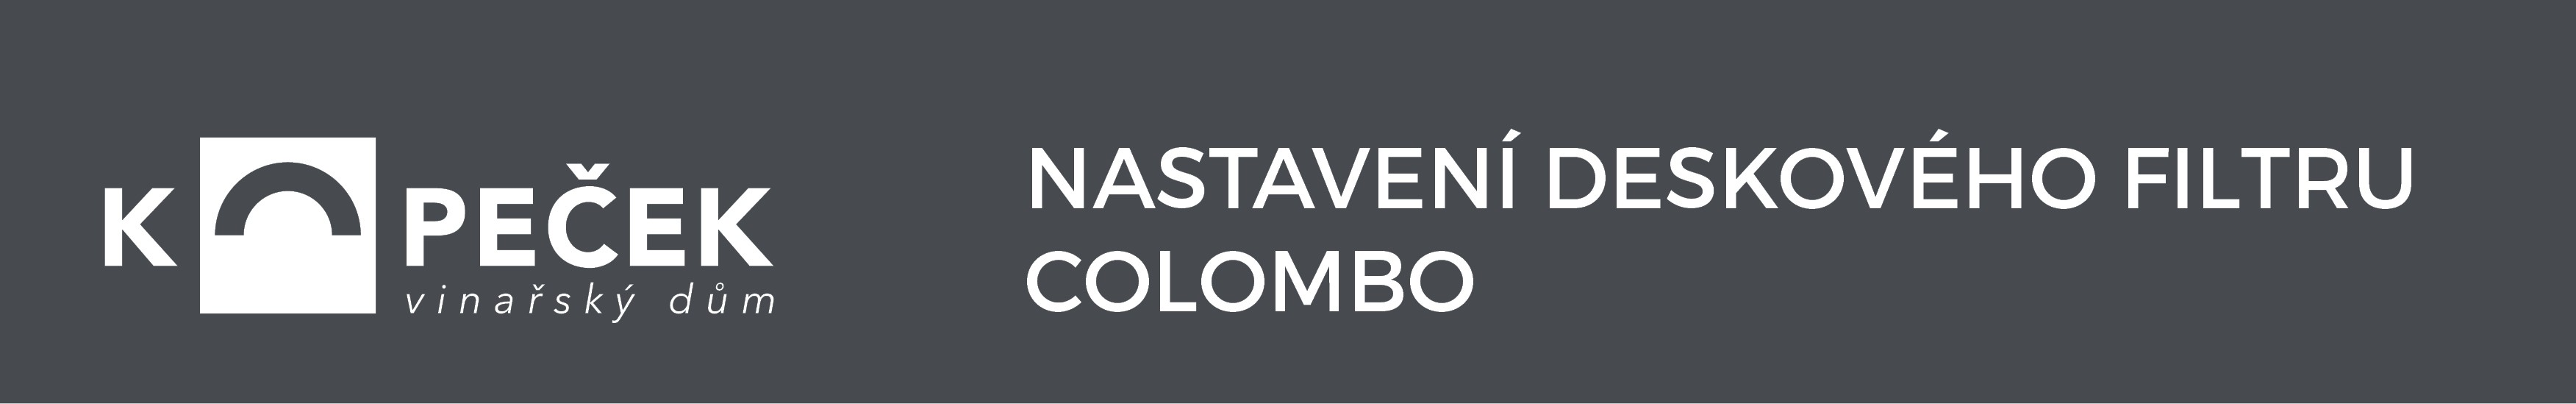 K PEČEK
vinařský dům
NASTAVENÍ DESKOVÉHO FILTRU
COLOMBO